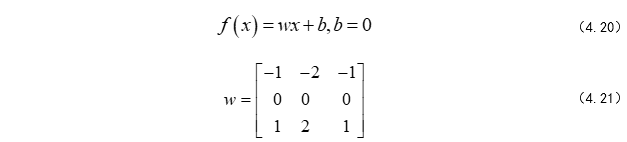 f(x)=wx+b,b=0 (4.20)
w=[−1 −2 −1
0 0 0
1 2 1] (4.21)